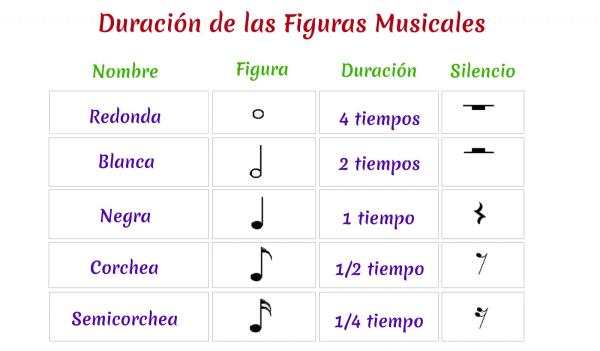 Duración de las Figuras Musicales
Nombre Figura Duración Silencio
Redonda 4 tiempos
Blanca 2 tiempos
Negra 1 tiempo
Corchea 1/2 tiempo
Semicorchea 1/4 tiempo